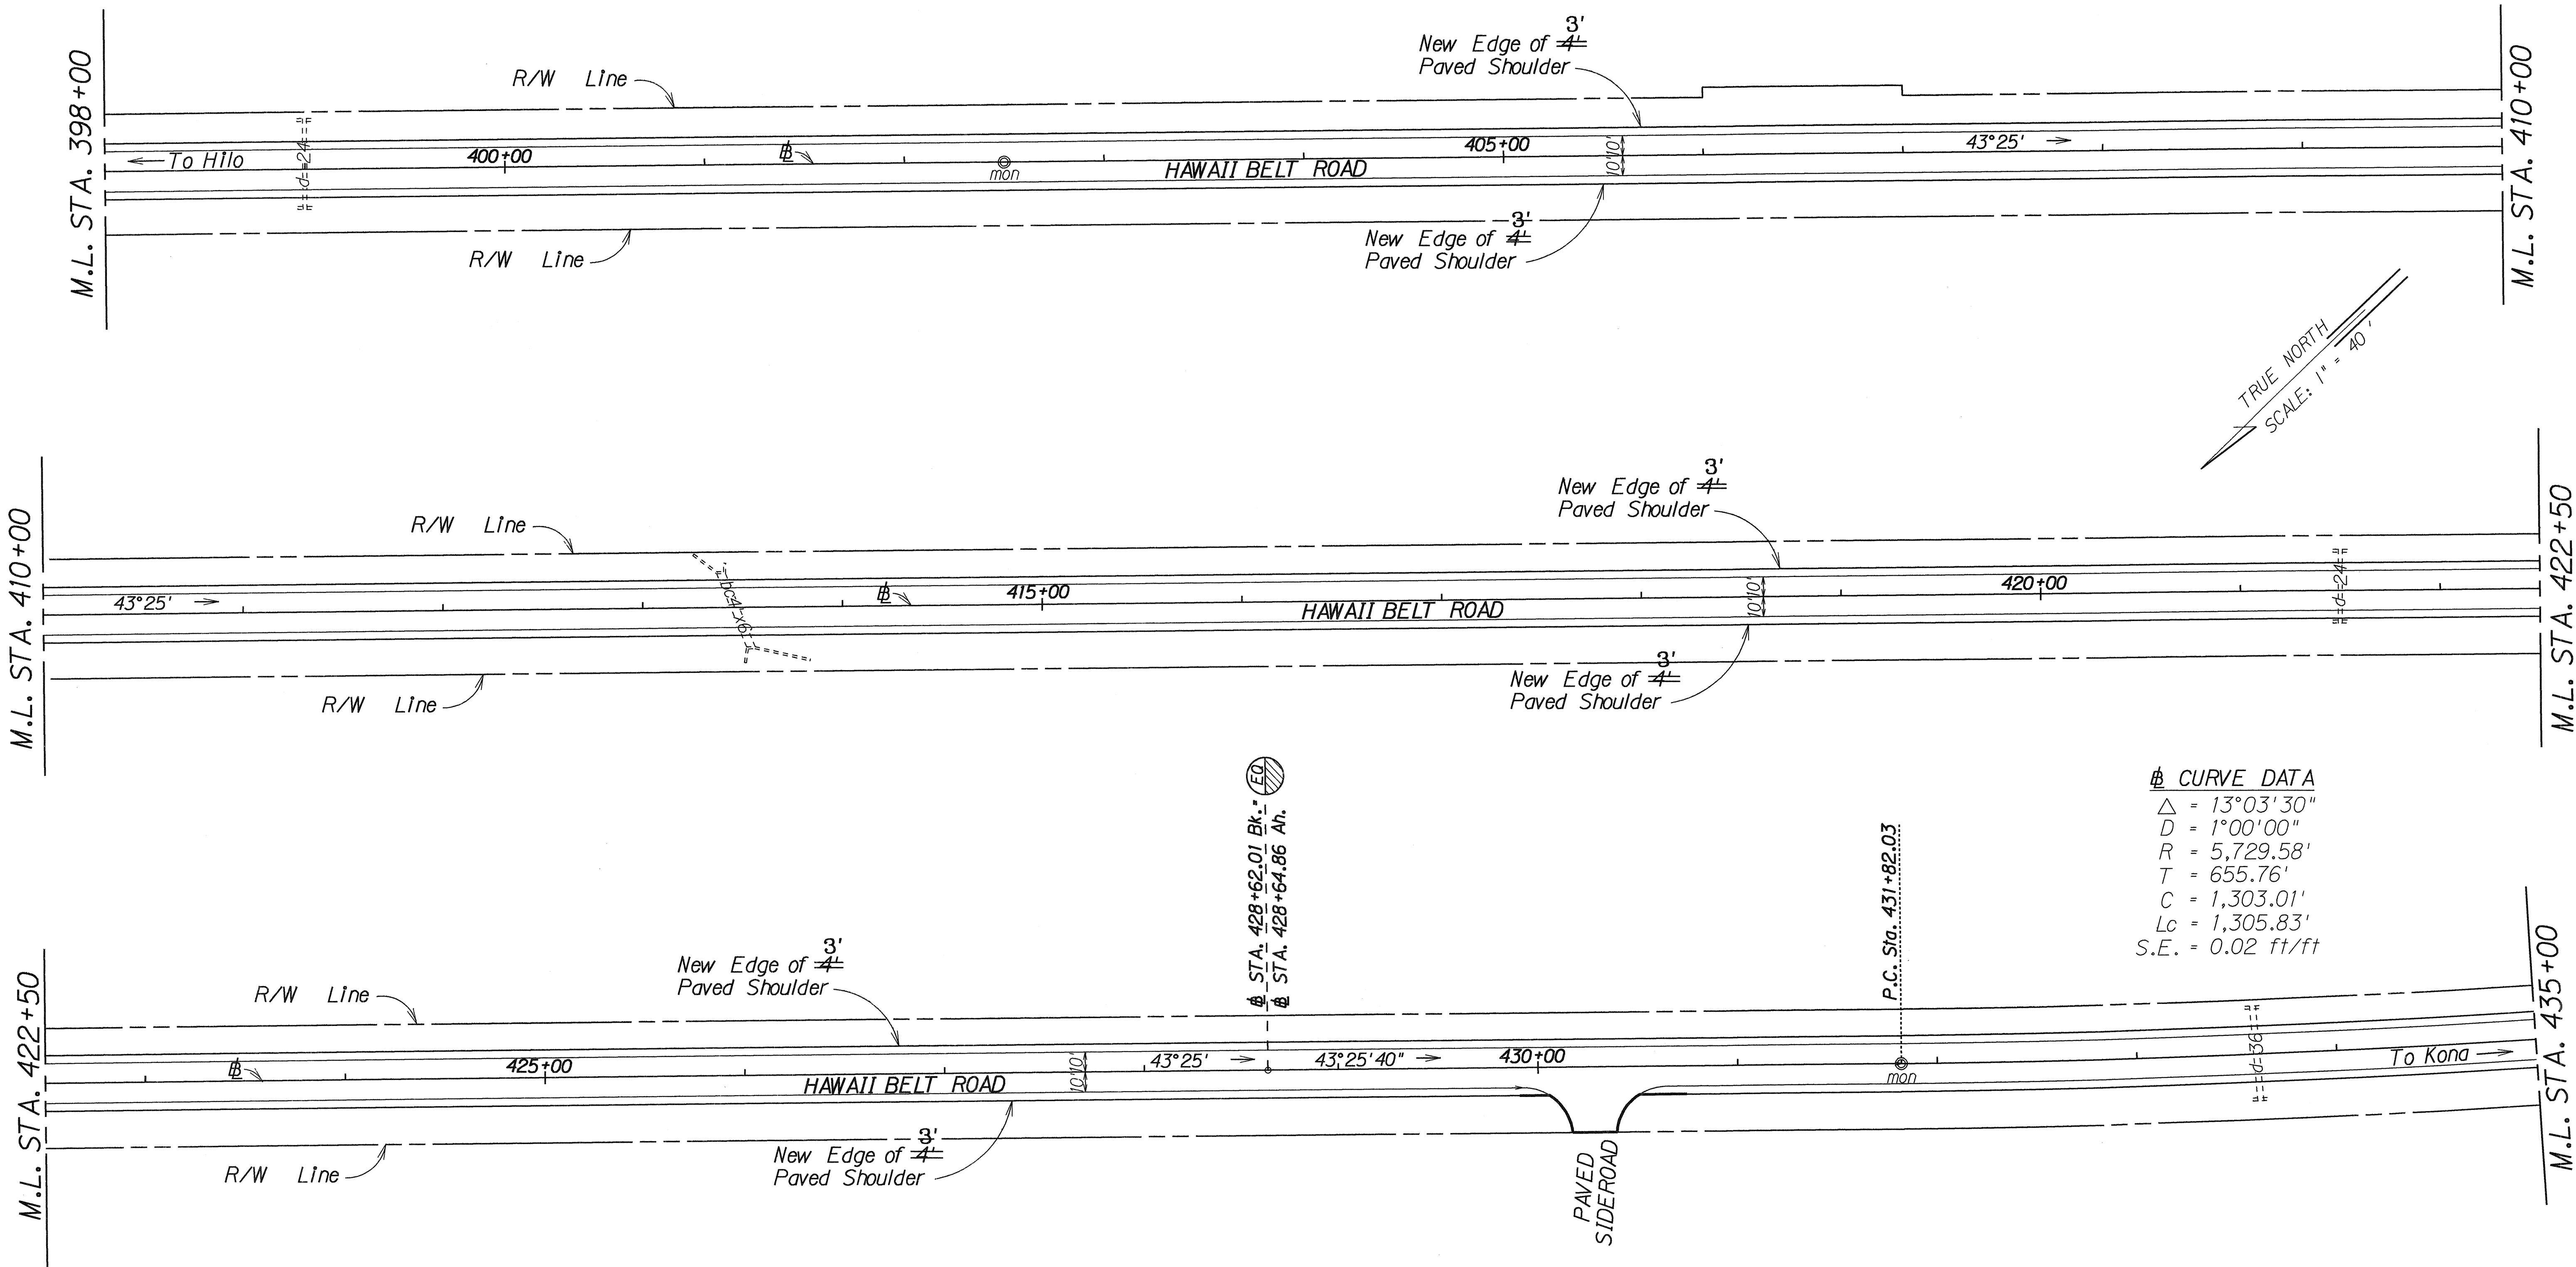 M.L. STA. 398+00
R/W Line
R/W Line
To Hilo
d=24
400+00
BL
mon
HAWAII BELT ROAD
New Edge of 4' 3'
Paved Shoulder
405+00
10' 10'
43°25'
New Edge of 4' 3'
Paved Shoulder
M.L. STA. 410+00
TRUE NORTH
SCALE: 1" = 40'
M.L. STA. 410+00
R/W Line
R/W Line
43°25'
bc4'x6'
BL
415+00
HAWAII BELT ROAD
New Edge of 4' 3'
Paved Shoulder
10' 10'
420+00
d=24
New Edge of 4' 3'
Paved Shoulder
M.L. STA. 422+50
BL CURVE DATA
△ = 13°03'30"
D = 1°00'00"
R = 5,729.58'
T = 655.76'
C = 1,303.01'
Lc = 1,305.83'
S.E. = 0.02 ft/ft
M.L. STA. 422+50
R/W Line
R/W Line
BL
425+00
HAWAII BELT ROAD
New Edge of 4' 3'
Paved Shoulder
New Edge of 4' 3'
Paved Shoulder
10' 10'
43°25'
EQ
BL STA. 428+62.01 Bk.=
BL STA. 428+64.86 Ah.
43°25'40"
430+00
PAVED
SIDEROAD
P.C. Sta. 431+82.03
mon
d=36
To Kona
M.L. STA. 435+00